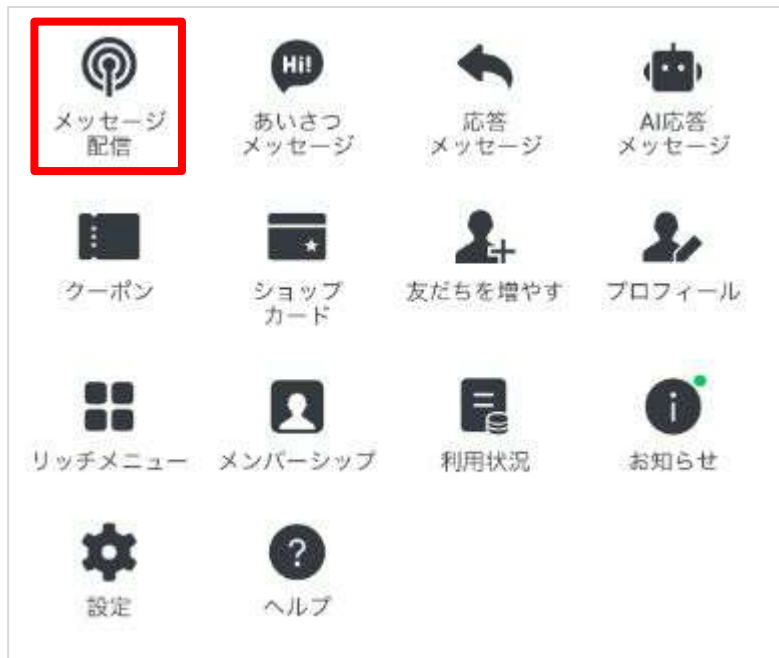 Hi!
メッセージ
配信
あいさつ
メッセージ
応答
メッセージ
AI応答
メッセージ
クーポン
ショップ
カード
友だちを増やす
プロフィール
リッチメニュー
メンバーシップ
利用状況
i
お知らせ
設定
?
ヘルプ